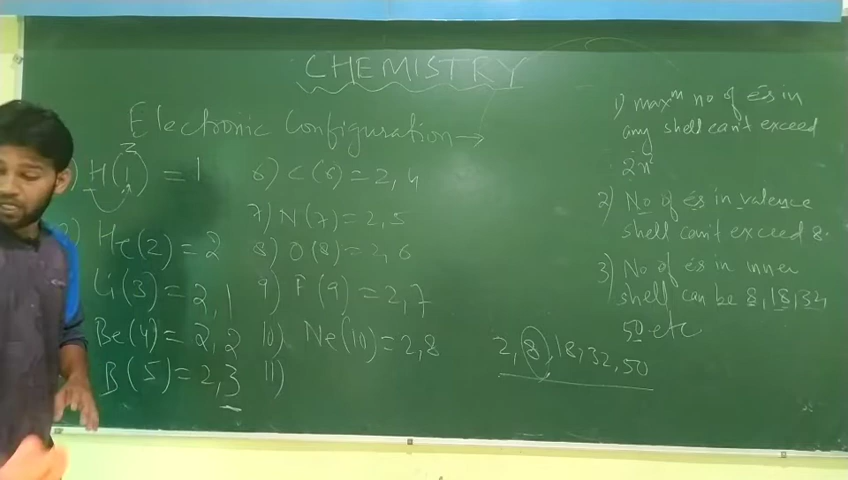 CHEMISTRY
Electronic Configuration →
) H(1) = 1
Z
2) He(2) = 2
Li(3) = 2,1
Be(4) = 2,2
B(5) = 2,3
6) C(6) = 2,4
7) N(7) = 2,5
8) O(8) = 2,6
9) F(9) = 2,7
10) Ne(10) = 2,8
11)
2,8,18,32,50
1) maxᵐ no of és in
any shell can't exceed
2n²
2) No of és in valence
shell can't exceed 8.
3) No of és in inner
shell can be 8,18,32,
50 etc